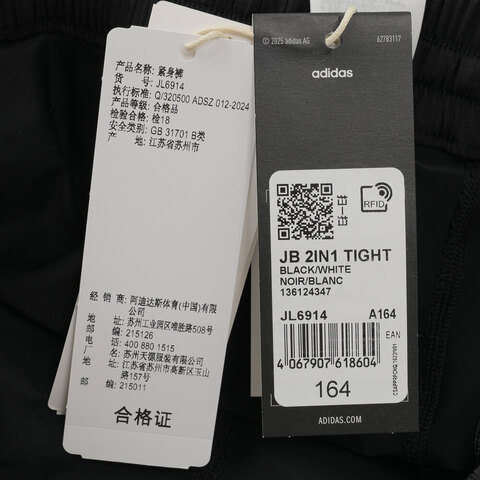 产品名称: 紧身裤
货 号: JL6914
执行标准: Q/320500 ADSZ 012-2024
产品等级: 合格品
检验合格: 检18
安全类别: GB 31701 B类
产 地: 江苏省苏州市
经 销 商: 阿迪达斯体育(中国)有限
公司
地 址: 苏州工业园区唯胜路508号
邮 编: 215126
电 话: 400 880 1515
制 造 商: 苏州天源服装有限公司
地 址: 江苏省苏州市高新区玉山
路157号
邮 编: 215011
合格证
© 2025 adidas AG
62783117
adidas
RFID
JB 2IN1 TIGHT
BLACK/WHITE
NOIR/BLANC
136124347
JL6914 A164
EAN
4 067907 618604
164
ADIDAS.COM